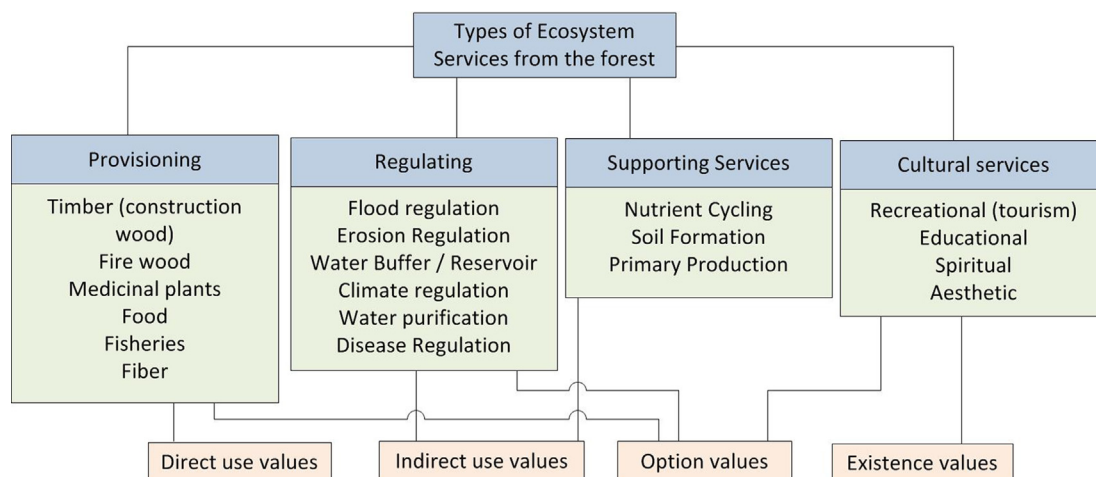 Types of Ecosystem
Services from the forest
Provisioning
Timber (construction
wood)
Fire wood
Medicinal plants
Food
Fisheries
Fiber
Regulating
Flood regulation
Erosion Regulation
Water Buffer / Reservoir
Climate regulation
Water purification
Disease Regulation
Supporting Services
Nutrient Cycling
Soil Formation
Primary Production
Cultural services
Recreational (tourism)
Educational
Spiritual
Aesthetic
Direct use values
Indirect use values
Option values
Existence values